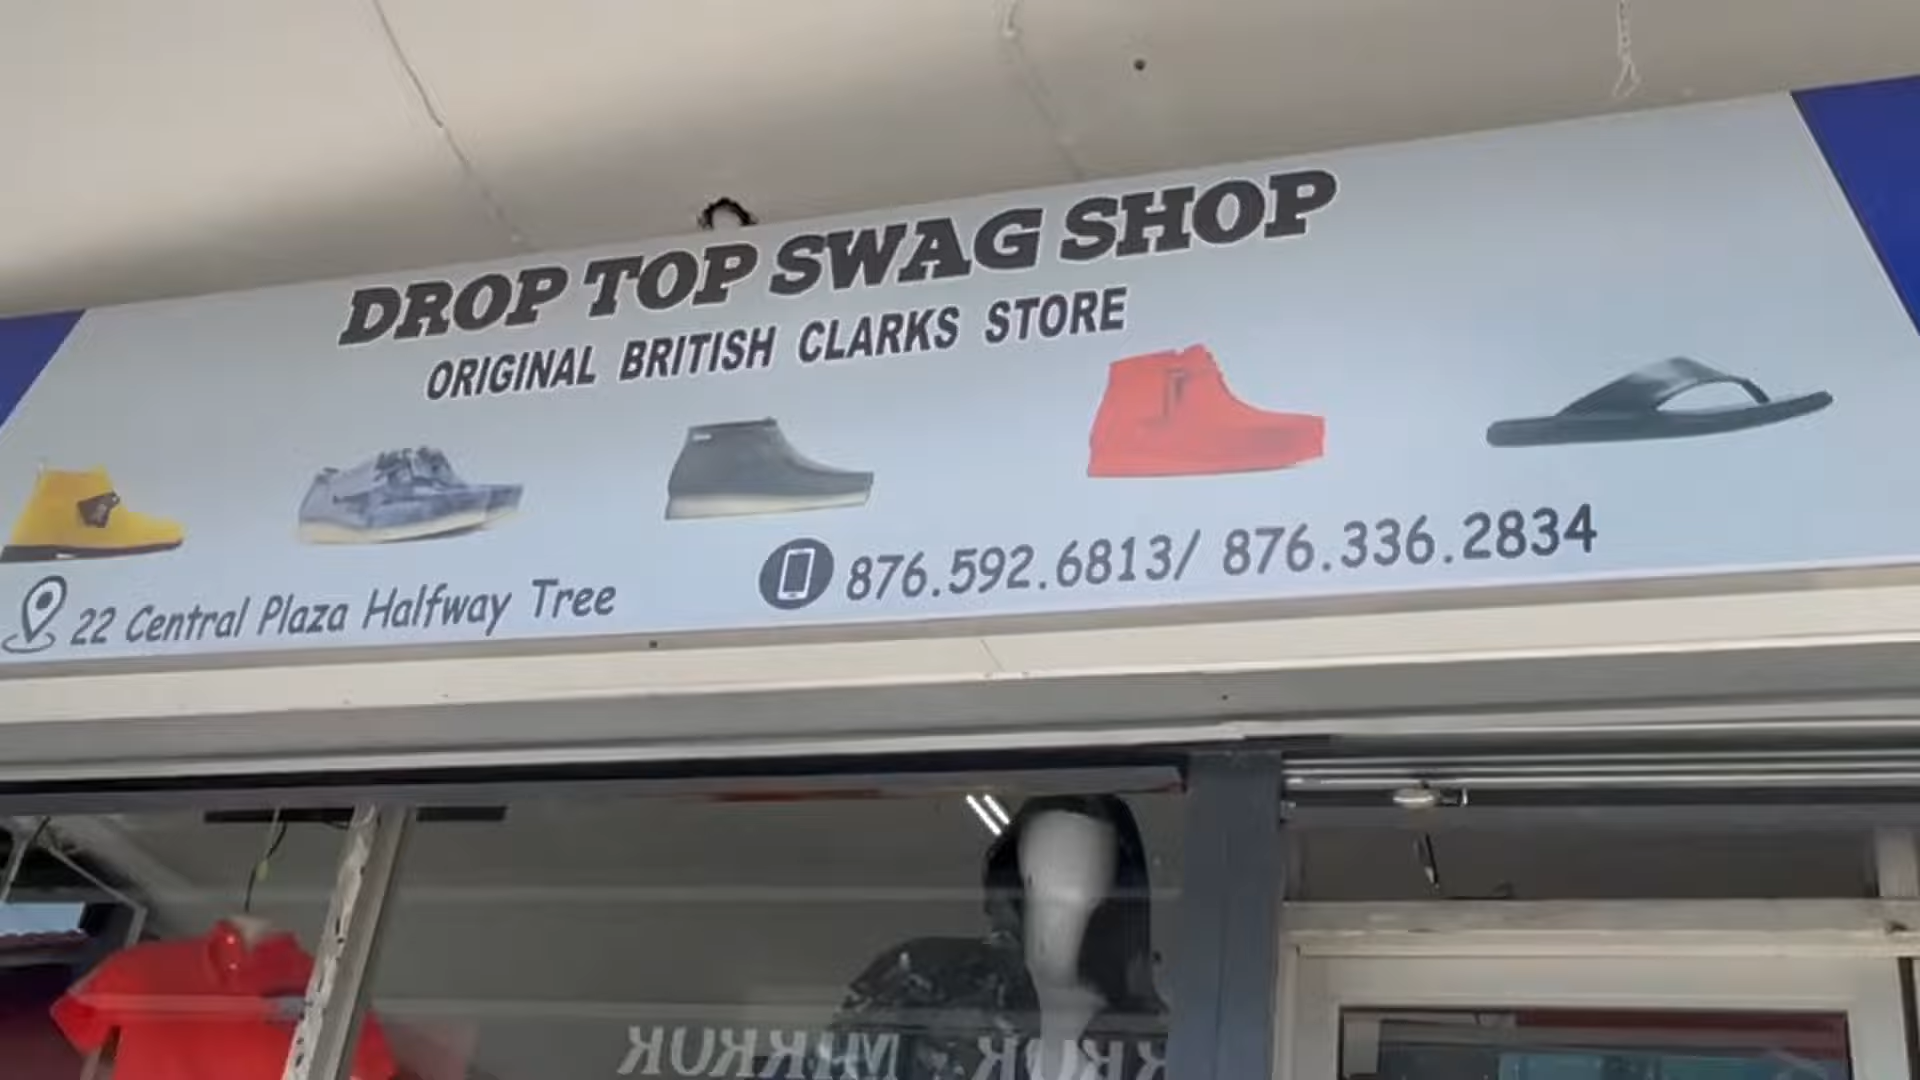 DROP TOP SWAG SHOP
ORIGINAL BRITISH CLARKS STORE
22 Central Plaza Halfway Tree
876.592.6813/ 876.336.2834